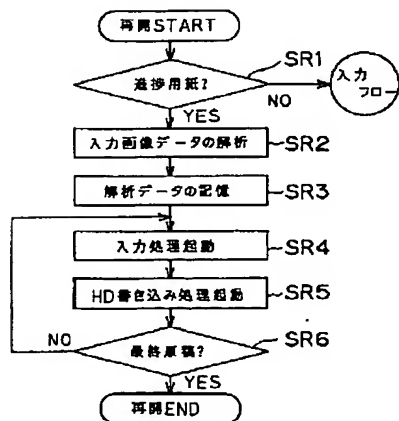 再開START
進捗用紙?
SR1
入力
フロー
NO
YES
入力画像データの解析
SR2
解析データの記憶
SR3
入力処理起動
SR4
HD書き込み処理起動
SR5
NO
最終原稿?
SR6
YES
再開END